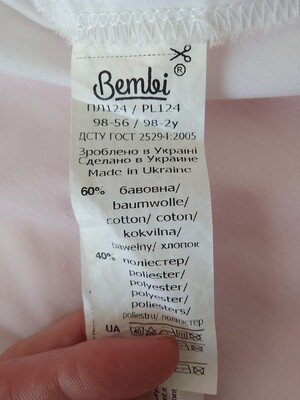 Bembi®
ПЛ124 / PL124
98-56 / 98-2y
ДСТУ ГОСТ 25294:2005
Зроблено в Україні
Сделано в Украине
Made in Ukraine
60% бавовна/
baumwolle/
cotton/ coton/
kokvilna/
bawełny/ хлопок
40% поліестер/
poliester/
polyester/
polyester/
poliesters/
poliestru/ полиэстер
UA